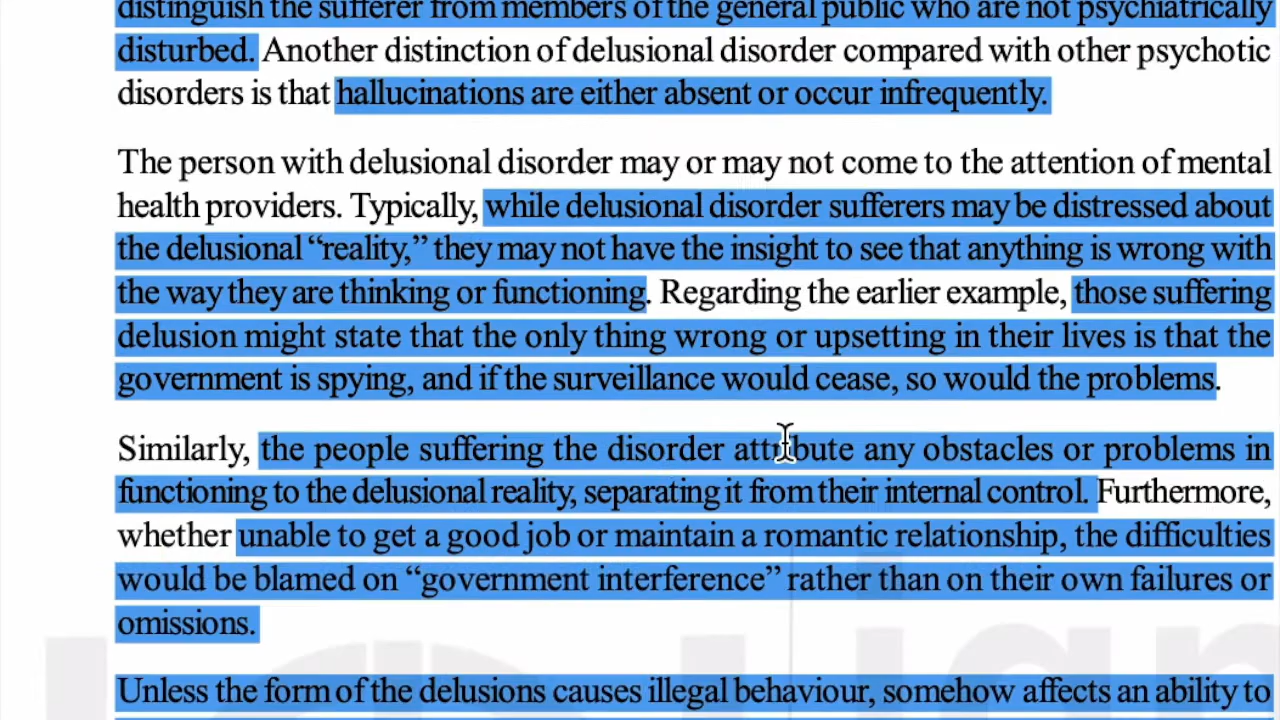 distinguish the sufferer from members of the general public who are not psychiatrically
disturbed. Another distinction of delusional disorder compared with other psychotic
disorders is that hallucinations are either absent or occur infrequently.
The person with delusional disorder may or may not come to the attention of mental
health providers. Typically, while delusional disorder sufferers may be distressed about
the delusional “reality,” they may not have the insight to see that anything is wrong with
the way they are thinking or functioning. Regarding the earlier example, those suffering
delusion might state that the only thing wrong or upsetting in their lives is that the
government is spying, and if the surveillance would cease, so would the problems.
Similarly, the people suffering the disorder attribute any obstacles or problems in
functioning to the delusional reality, separating it from their internal control. Furthermore,
whether unable to get a good job or maintain a romantic relationship, the difficulties
would be blamed on “government interference” rather than on their own failures or
omissions.
Unless the form of the delusions causes illegal behaviour, somehow affects an ability to